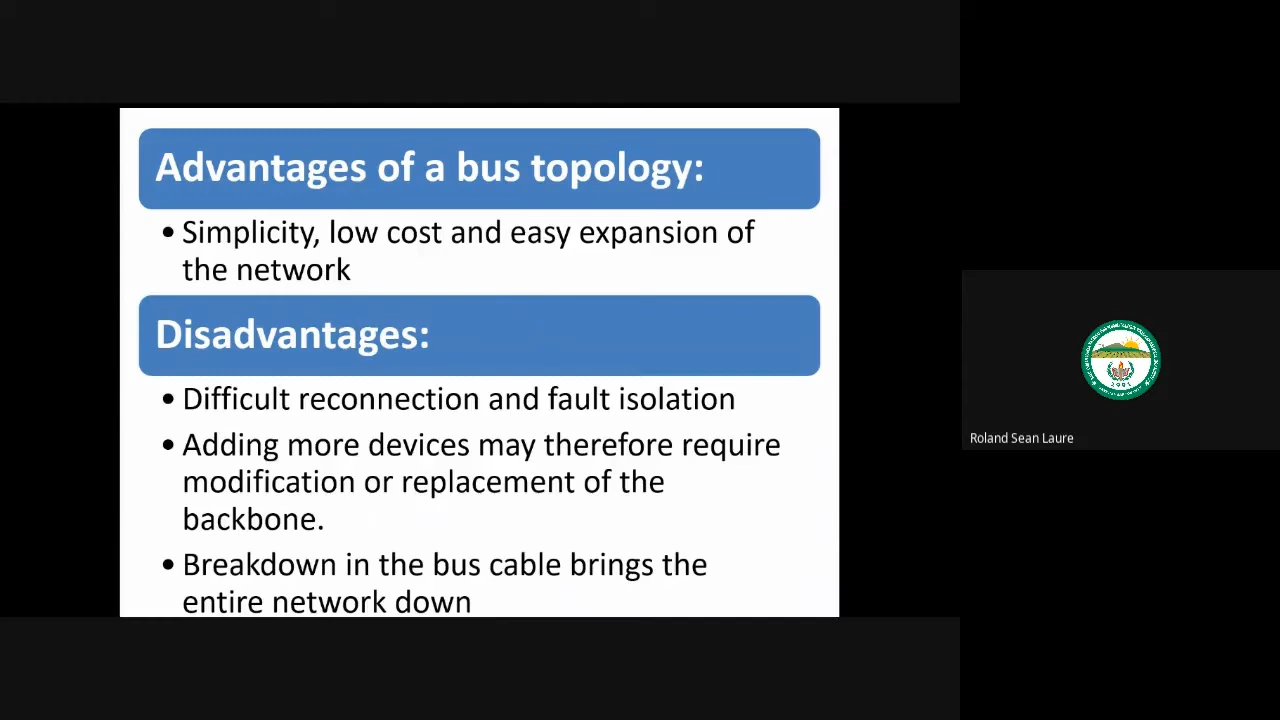 Advantages of a bus topology:
• Simplicity, low cost and easy expansion of
the network
Disadvantages:
• Difficult reconnection and fault isolation
• Adding more devices may therefore require
modification or replacement of the
backbone.
• Breakdown in the bus cable brings the
entire network down
Roland Sean Laure